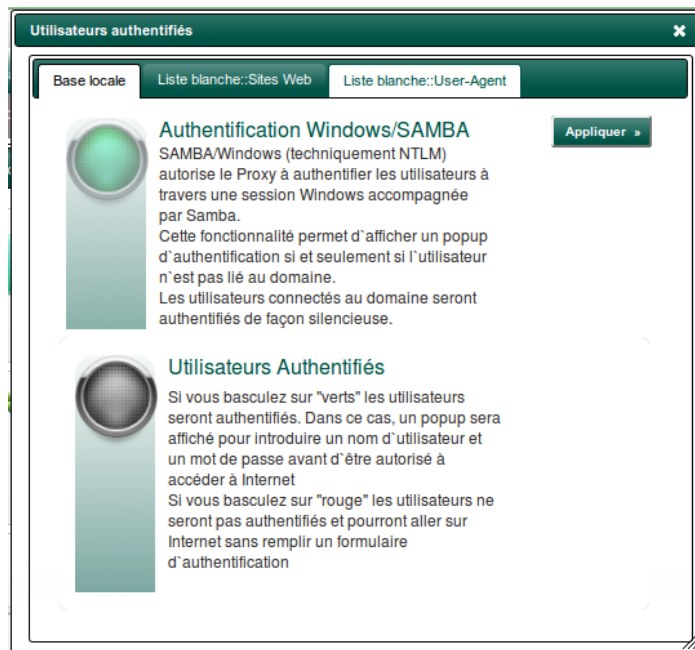 Utilisateurs authentifiés
Base locale
Liste blanche::Sites Web
Liste blanche::User-Agent
Authentification Windows/SAMBA
Appliquer »
SAMBA/Windows (techniquement NTLM)
autorise le Proxy à authentifier les utilisateurs à
travers une session Windows accompagnée
par Samba.
Cette fonctionnalité permet d`afficher un popup
d`authentification si et seulement si l`utilisateur
n`est pas lié au domaine.
Les utilisateurs connectés au domaine seront
authentifiés de façon silencieuse.
Utilisateurs Authentifiés
Si vous basculez sur "verts" les utilisateurs
seront authentifiés. Dans ce cas, un popup sera
affiché pour introduire un nom d`utilisateur et
un mot de passe avant d`être autorisé à
accéder à Internet
Si vous basculez sur "rouge" les utilisateurs ne
seront pas authentifiés et pourront aller sur
Internet sans remplir un formulaire
d`authentification